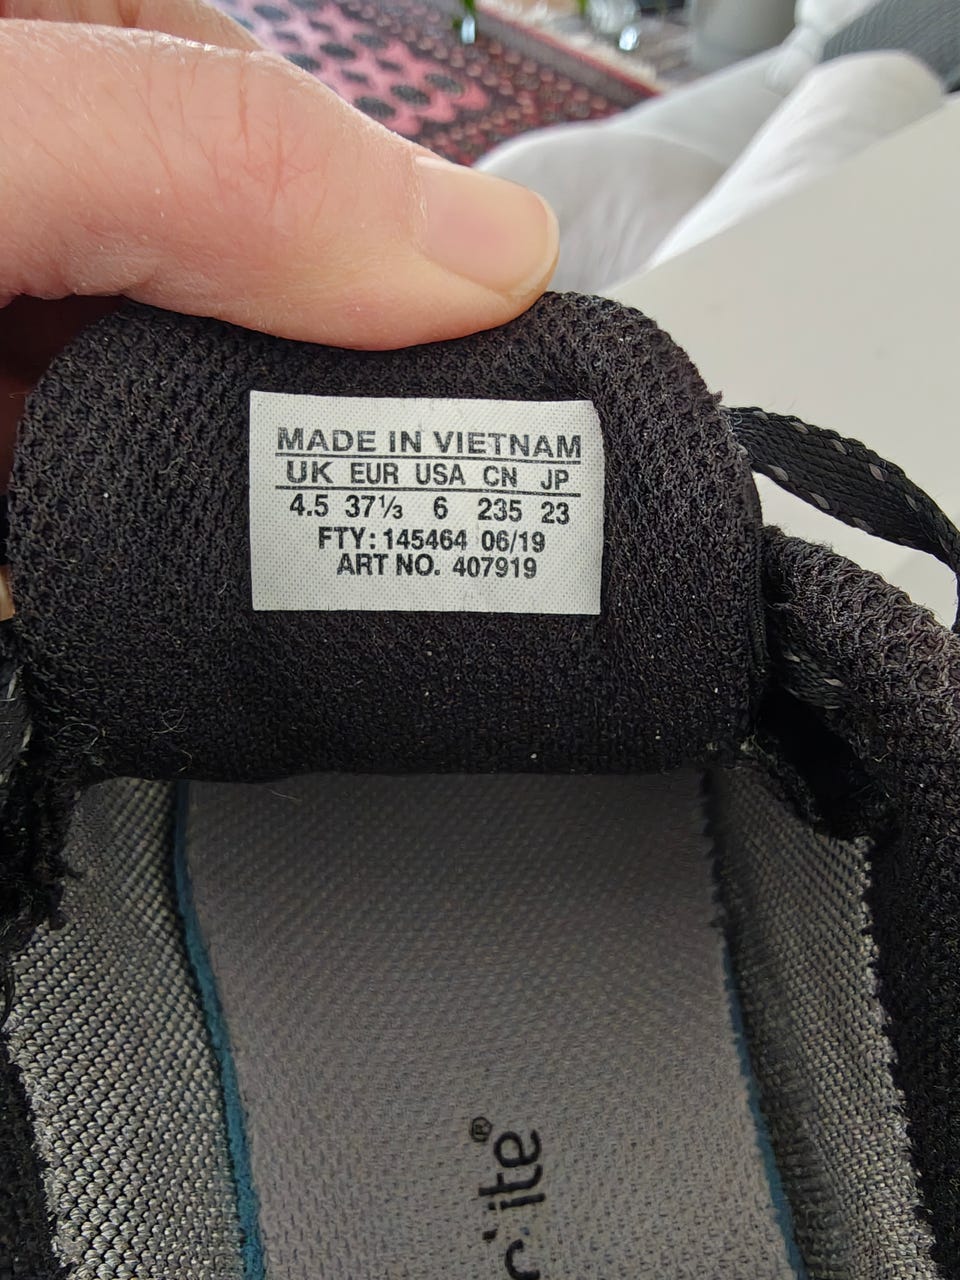 MADE IN VIETNAM
UK EUR USA CN JP
4.5 37⅓ 6 235 23
FTY: 145464 06/19
ART NO. 407919